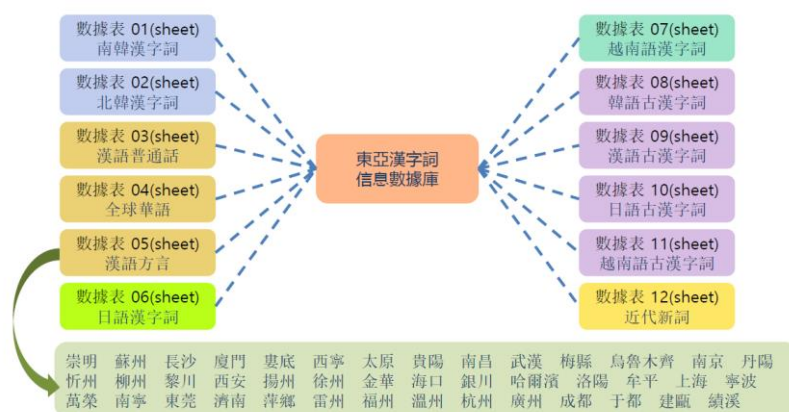 數據表 01(sheet)
南韓漢字詞
數據表 02(sheet)
北韓漢字詞
數據表 03(sheet)
漢語普通話
數據表 04(sheet)
全球華語
數據表 05(sheet)
漢語方言
數據表 06(sheet)
日語漢字詞
東亞漢字詞
信息數據庫
數據表 07(sheet)
越南語漢字詞
數據表 08(sheet)
韓語古漢字詞
數據表 09(sheet)
漢語古漢字詞
數據表 10(sheet)
日語古漢字詞
數據表 11(sheet)
越南語古漢字詞
數據表 12(sheet)
近代新詞
崇明 蘇州 長沙 廈門 婁底 西寧 太原 貴陽 南昌 武漢 梅縣 烏魯木齊 南京 丹陽
忻州 柳州 黎川 西安 揚州 徐州 金華 海口 銀川 哈爾濱 洛陽 牟平 上海 寧波
萬榮 南寧 東莞 濟南 萍鄉 雷州 福州 溫州 杭州 廣州 成都 于都 建甌 績溪